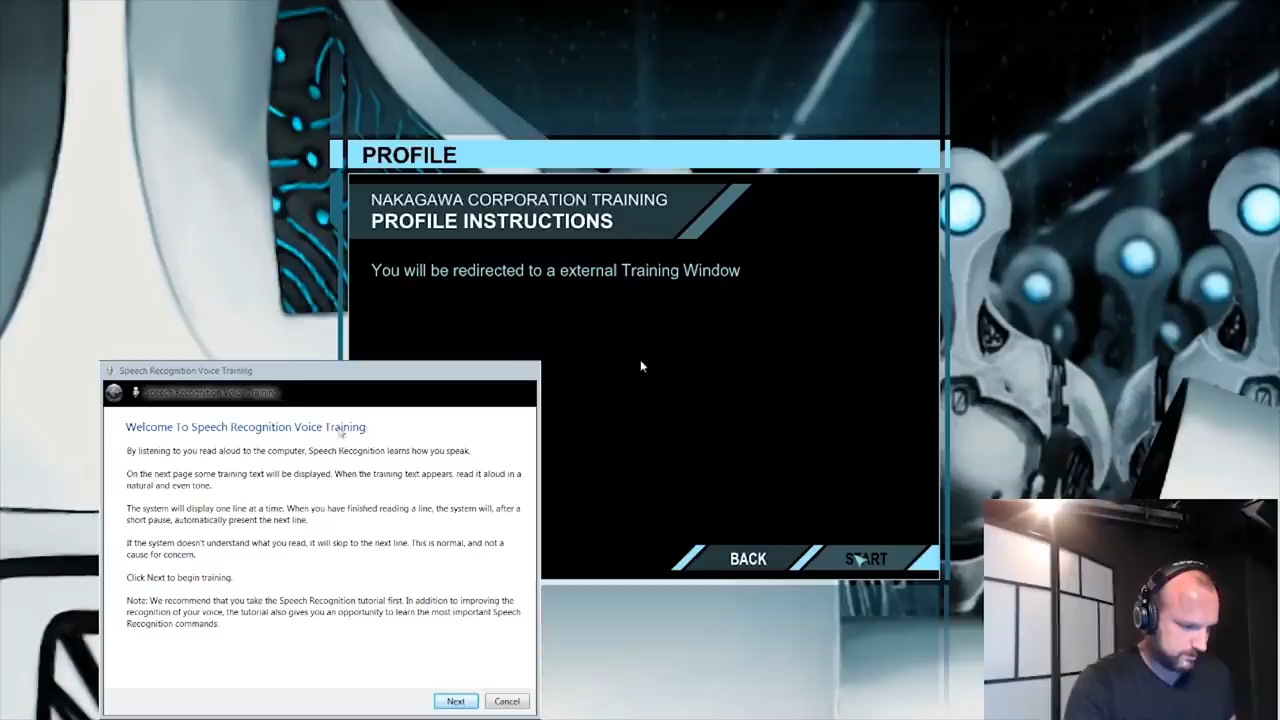 PROFILE
NAKAGAWA CORPORATION TRAINING
PROFILE INSTRUCTIONS
You will be redirected to a external Training Window
BACK
START
Speech Recognition Voice Training
Speech Recognition Voice Training
Welcome To Speech Recognition Voice Training
By listening to you read aloud to the computer, Speech Recognition learns how you speak.
On the next page some training text will be displayed. When the training text appears, read it aloud in a
natural and even tone.
The system will display one line at a time. When you have finished reading a line, the system will, after a
short pause, automatically present the next line.
If the system doesn't understand what you read, it will skip to the next line. This is normal, and not a
cause for concern.
Click Next to begin training.
Note: We recommend that you take the Speech Recognition tutorial first. In addition to improving the
recognition of your voice, the tutorial also gives you an opportunity to learn the most important Speech
Recognition commands.
Next
Cancel